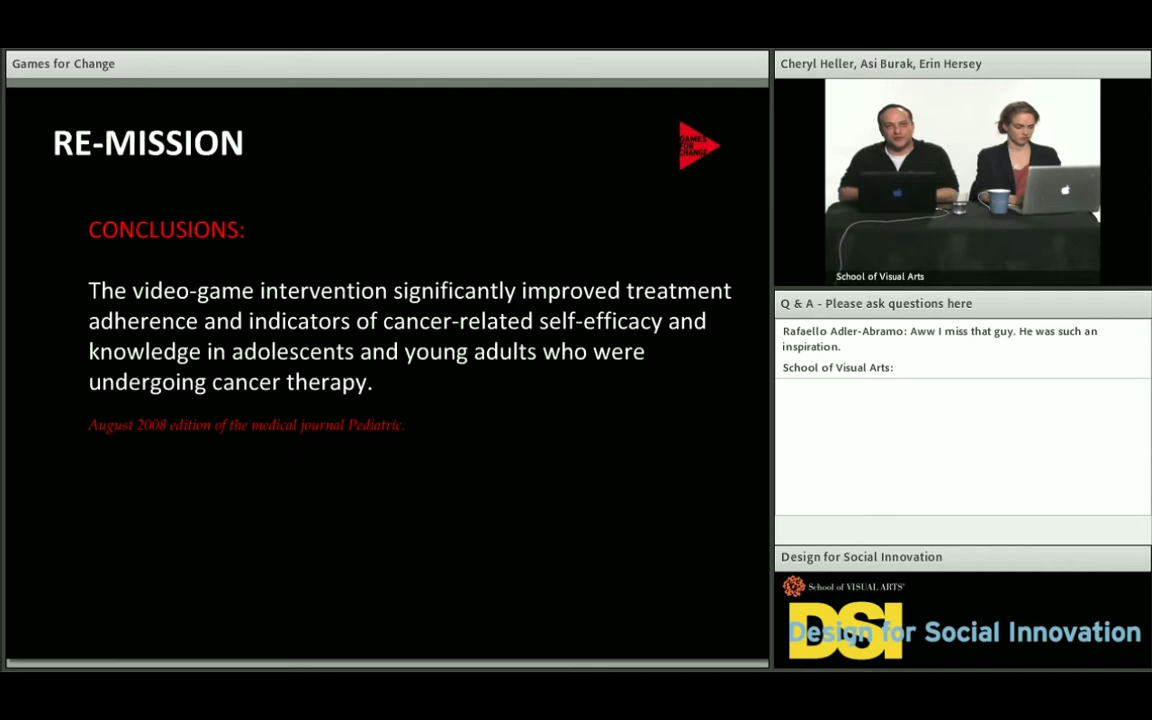 Games for Change
RE-MISSION
GAMES
FOR
CHANGE
CONCLUSIONS:
The video-game intervention significantly improved treatment
adherence and indicators of cancer-related self-efficacy and
knowledge in adolescents and young adults who were
undergoing cancer therapy.
August 2008 edition of the medical journal Pediatric.
Cheryl Heller, Asi Burak, Erin Hersey
School of Visual Arts
Q & A - Please ask questions here
Rafaello Adler-Abramo: Aww I miss that guy. He was such an
inspiration.
School of Visual Arts:
Design for Social Innovation
School of VISUAL ARTS
DSI
Design for Social Innovation